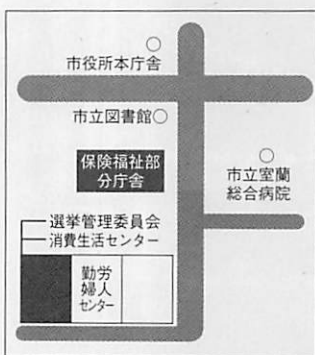 市役所本庁舎
市立図書館
保険福祉部
分庁舎
市立室蘭
総合病院
選挙管理委員会
消費生活センター
勤労
婦人
センター